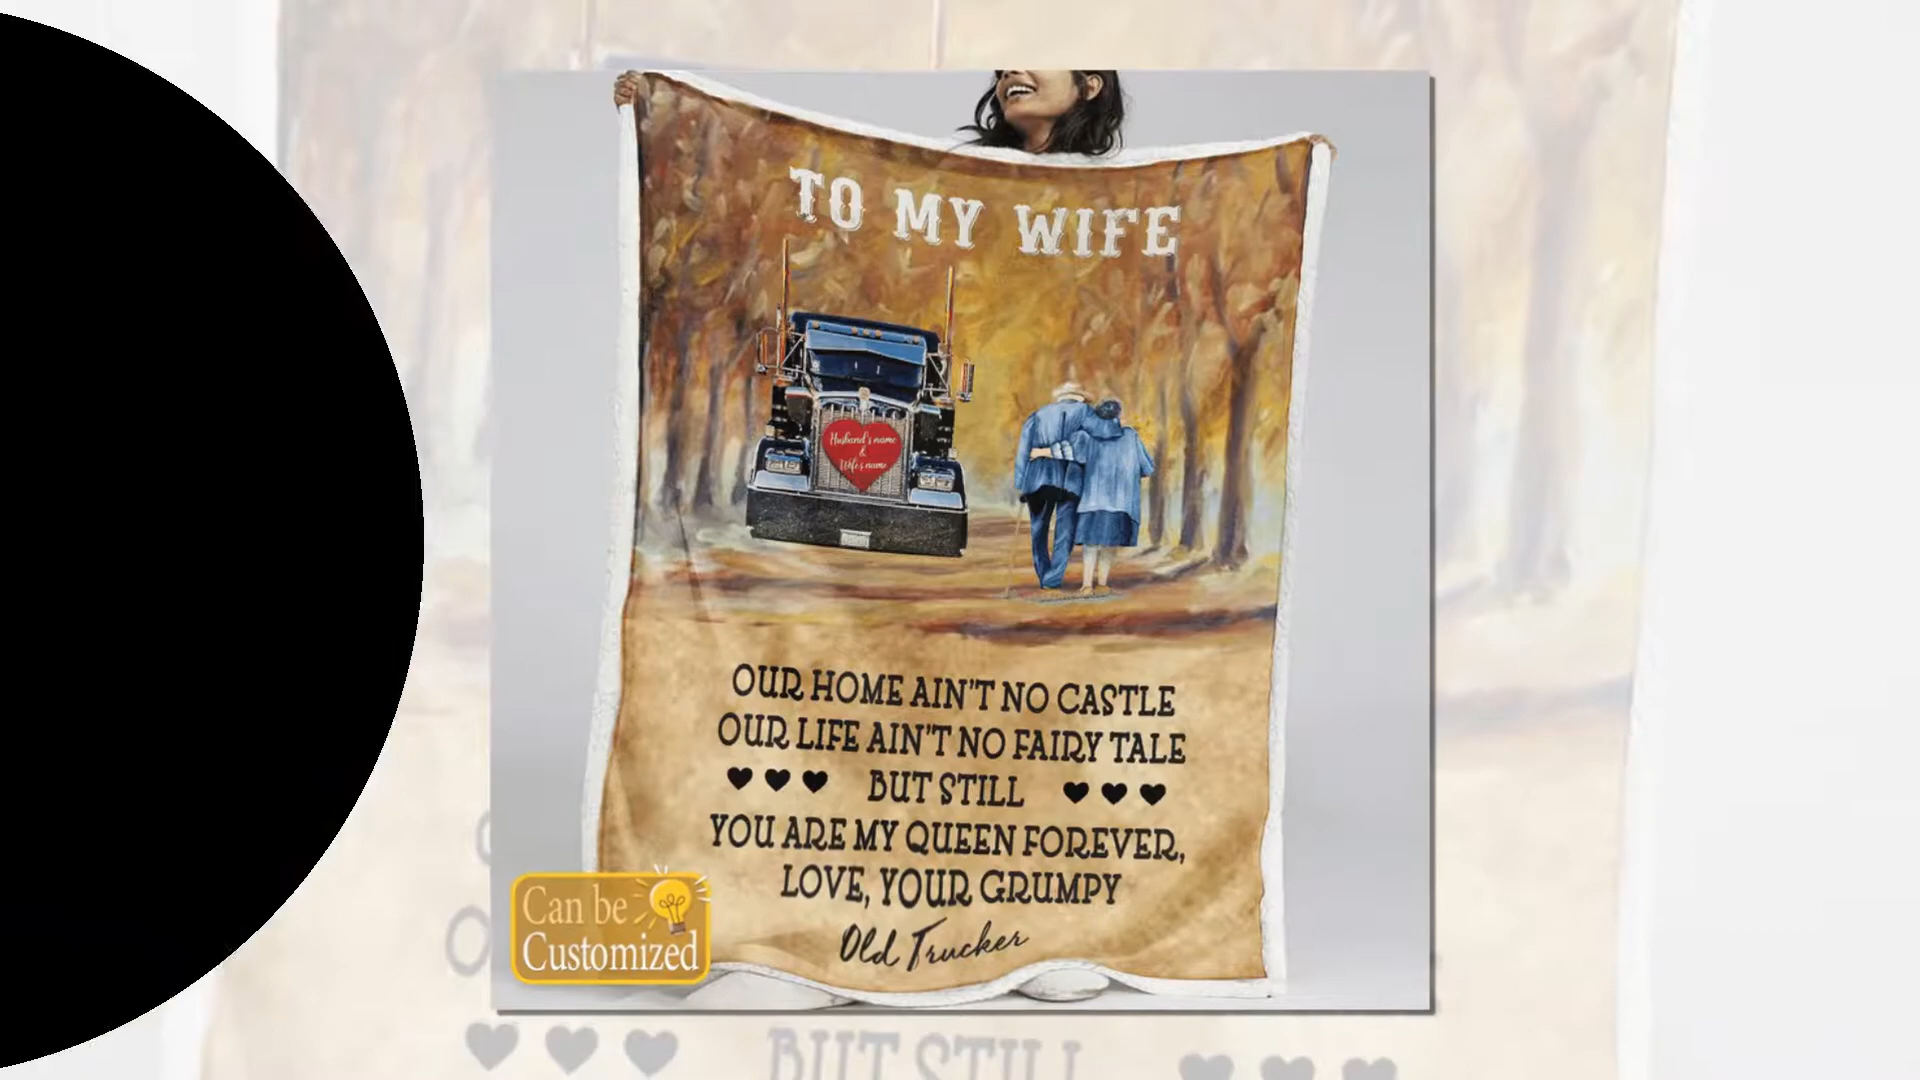 TO MY WIFE
Husband's name
&
Wife's name
OUR HOME AIN'T NO CASTLE
OUR LIFE AIN'T NO FAIRY TALE
BUT STILL
YOU ARE MY QUEEN FOREVER,
LOVE, YOUR GRUMPY
Old Trucker
Can be
Customized
BUT STILL